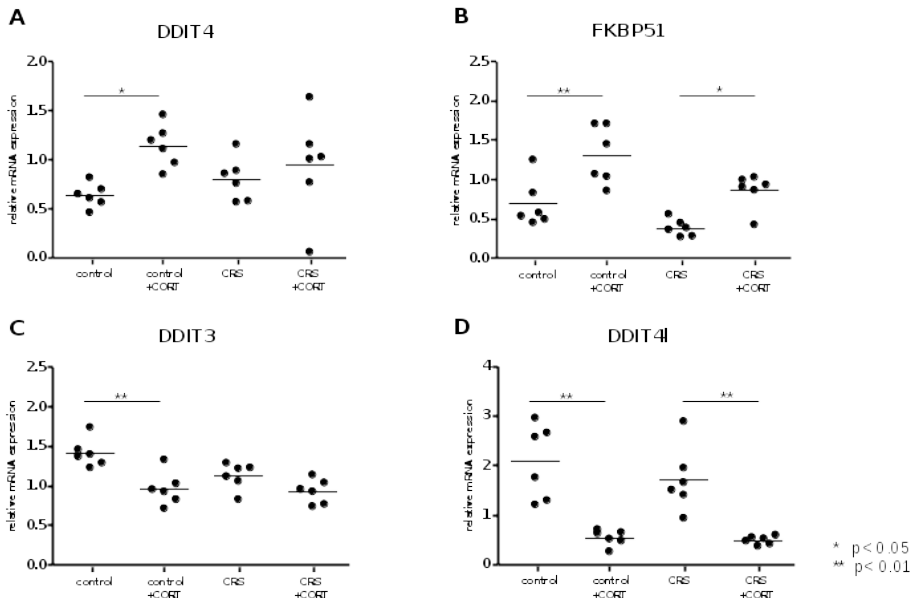 A
DDIT4
relative mRNA expression
2.0
1.5
1.0
0.5
0.0
*
control
control
+CORT
CRS
CRS
+CORT
B
FKBP51
relative mRNA expression
2.5
2.0
1.5
1.0
0.5
0.0
**
*
control
control
+CORT
CRS
CRS
+CORT
C
DDIT3
relative mRNA expression
2.5
2.0
1.5
1.0
0.5
0.0
**
control
control
+CORT
CRS
CRS
+CORT
D
DDIT4l
relative mRNA expression
4
3
2
1
0
**
**
control
control
+CORT
CRS
CRS
+CORT
* p<0.05
** p<0.01